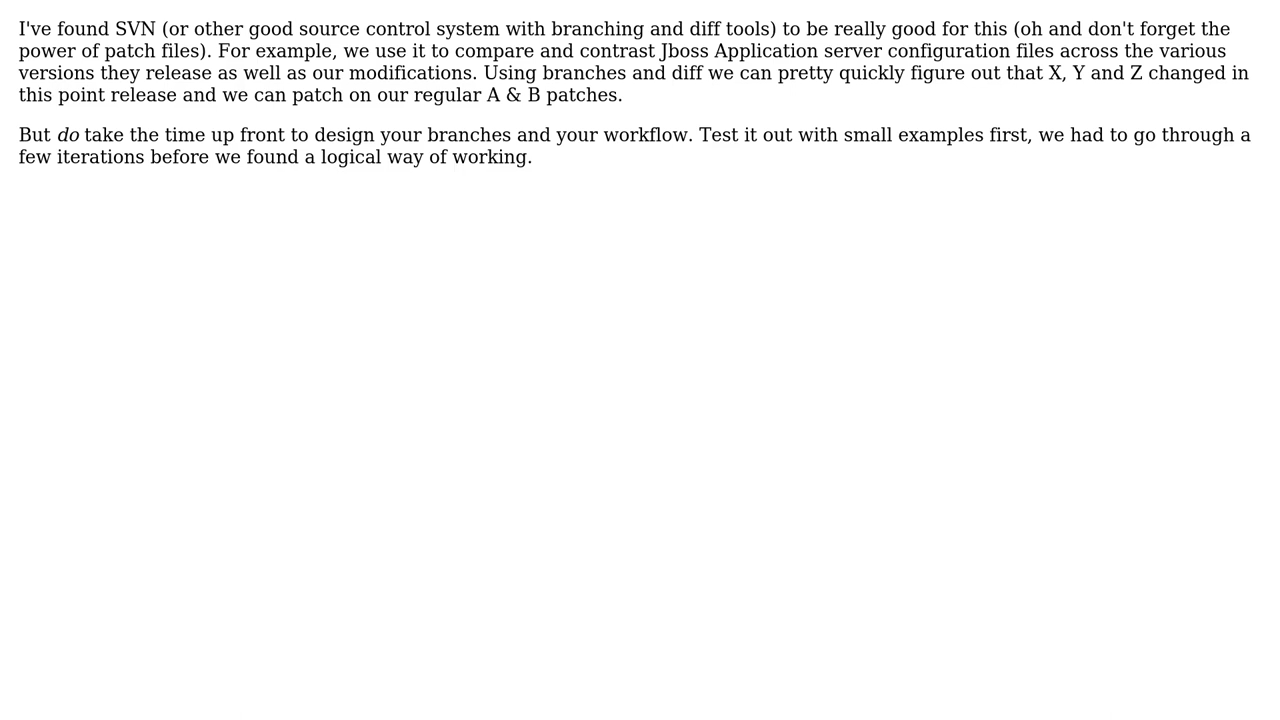 I've found SVN (or other good source control system with branching and diff tools) to be really good for this (oh and don't forget the
power of patch files). For example, we use it to compare and contrast Jboss Application server configuration files across the various
versions they release as well as our modifications. Using branches and diff we can pretty quickly figure out that X, Y and Z changed in
this point release and we can patch on our regular A & B patches.
But do take the time up front to design your branches and your workflow. Test it out with small examples first, we had to go through a
few iterations before we found a logical way of working.